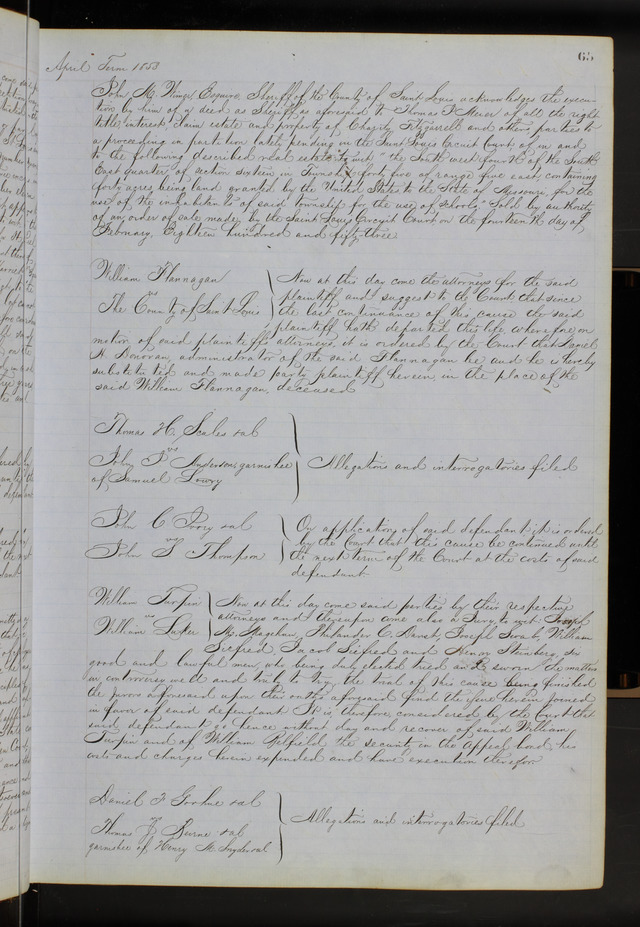 65
April Term 1853
John M. Wimer, Esquire, Sheriff of the County of Saint Louis acknowledges the execu-
tion by him of a deed as Sheriff as aforesaid to Thomas F of all the right
title, interest, claim estate and property of Charity Fitzgerrell and others, parties to
a proceeding in partition lately pending in the Saint Louis Circuit Court, of in and
to the following described real estate, to wit "the South west fourth of the South
East quarter of section sixteen in Township forty five of range five east, containing
forty acres being land granted by the United States to the State of Missouri, for the
use of the inhabitants of said township for the use of schools," Sold by authority
of an order of sale made, by the Saint Louis Circuit Court on the fourteenth day of
February, Eighteen hundred and fifty-three.
William Flannagan
vs
The County of Saint Louis
Now at this day come the attorneys for the said
plaintiff and suggest to the Court that since
the last continuance of this cause the said
plaintiff hath departed this life, wherefore, on
motion of said plaintiff's attorneys, it is ordered by the Court that Daniel
H. Donovan, administrator of the said Flannagan be, and he is hereby
substituted and made party plaintiff herein in the place of the
said William Flannagan, deceased
Thomas H. Scales et al
vs
John J. Anderson, garnishee
of Samuel Lowry
Allegations and interrogatories filed
John C Ivory et al
vs
John S Thompson
On application of said defendant it is ordered
by the Court that this cause be continued until
the next term of the Court at the costs of said
defendant
William Turpin
vs
William
Now at this day come said parties by their respective
attorneys and thereupon come also a Jury, to wit: Joseph
M. Philander C. Joseph William
Seifred, Jacob Seifred and Henry Steinberg, six
good and lawful men, who being duly elected tried and sworn the matters
in controversy well and truly to try, the trial of this cause being finished
the jurors aforesaid upon their oaths aforesaid find the issue herein joined
in favor of said defendant It is, therefore, considered by the Court that
said defendant go hence without day and recover of said William
Turpin and of William the security in the appeal bond his
costs and charges herein expended and have execution therefor
Daniel F et al
vs
Thomas Burne et al
garnishee of Henry M. Snyder et al
Allegations and interrogatories filed